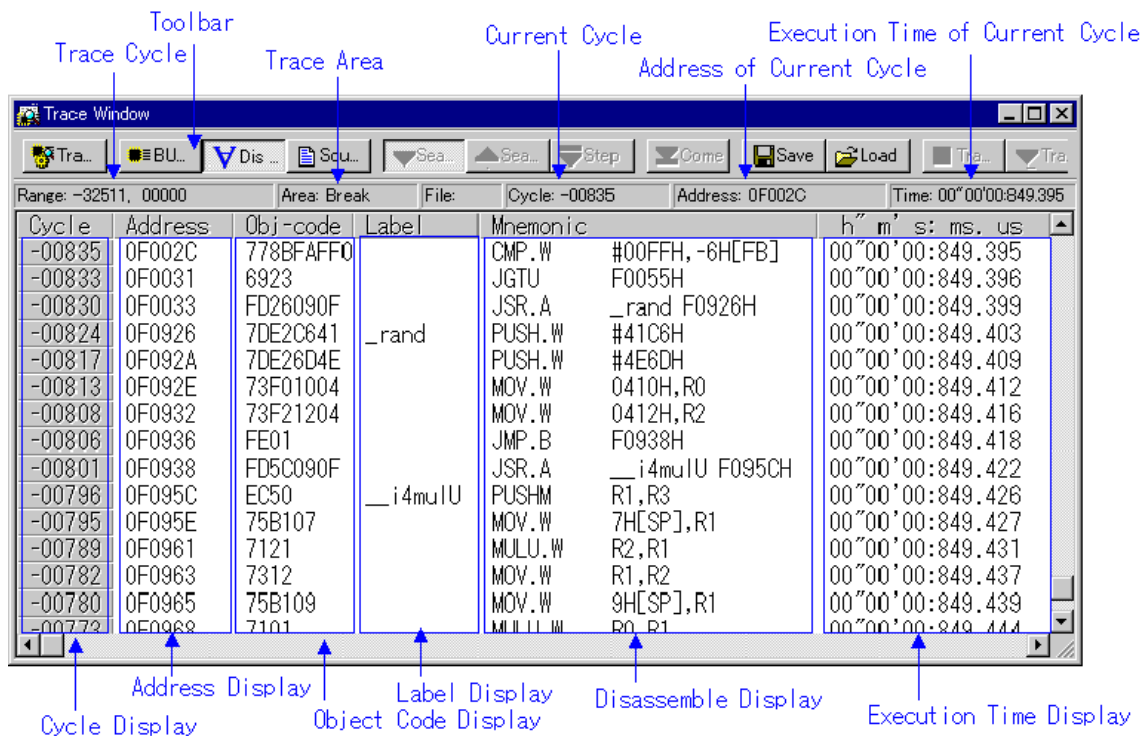 Toolbar
Trace Cycle
Trace Area
Current Cycle
Execution Time of Current Cycle
Address of Current Cycle
Trace Window
Tra... BU... Dis ... Sou... Sea... Sea... Step Come Save Load Tra... Tra
Range: -32511, 00000 Area: Break File: Cycle: -00835 Address: 0F002C Time: 00"00'00:849.395
Cycle Address Obj-code Label Mnemonic h" m' s: ms. us
-00835 0F002C 778BFAFF0 CMP.W #00FFH,-6H[FB] 00"00'00:849.395
-00833 0F0031 6923 JGTU F0055H 00"00'00:849.396
-00830 0F0033 FD26090F JSR.A _rand F0926H 00"00'00:849.399
-00824 0F0926 7DE2C641 _rand PUSH.W #41C6H 00"00'00:849.403
-00817 0F092A 7DE26D4E PUSH.W #4E6DH 00"00'00:849.409
-00813 0F092E 73F01004 MOV.W 0410H,R0 00"00'00:849.412
-00808 0F0932 73F21204 MOV.W 0412H,R2 00"00'00:849.416
-00806 0F0936 FE01 JMP.B F0938H 00"00'00:849.418
-00801 0F0938 FD5C090F JSR.A __i4mulU F095CH 00"00'00:849.422
-00796 0F095C EC50 __i4mulU PUSHM R1,R3 00"00'00:849.426
-00795 0F095E 75B107 MOV.W 7H[SP],R1 00"00'00:849.427
-00789 0F0961 7121 MULU.W R2,R1 00"00'00:849.431
-00782 0F0963 7312 MOV.W R1,R2 00"00'00:849.437
-00780 0F0965 75B109 MOV.W 9H[SP],R1 00"00'00:849.439
-00773 0F0968 7101 MULU.W R0,R1 00"00'00:849.444
Address Display
Label Display
Disassemble Display
Cycle Display
Object Code Display
Execution Time Display